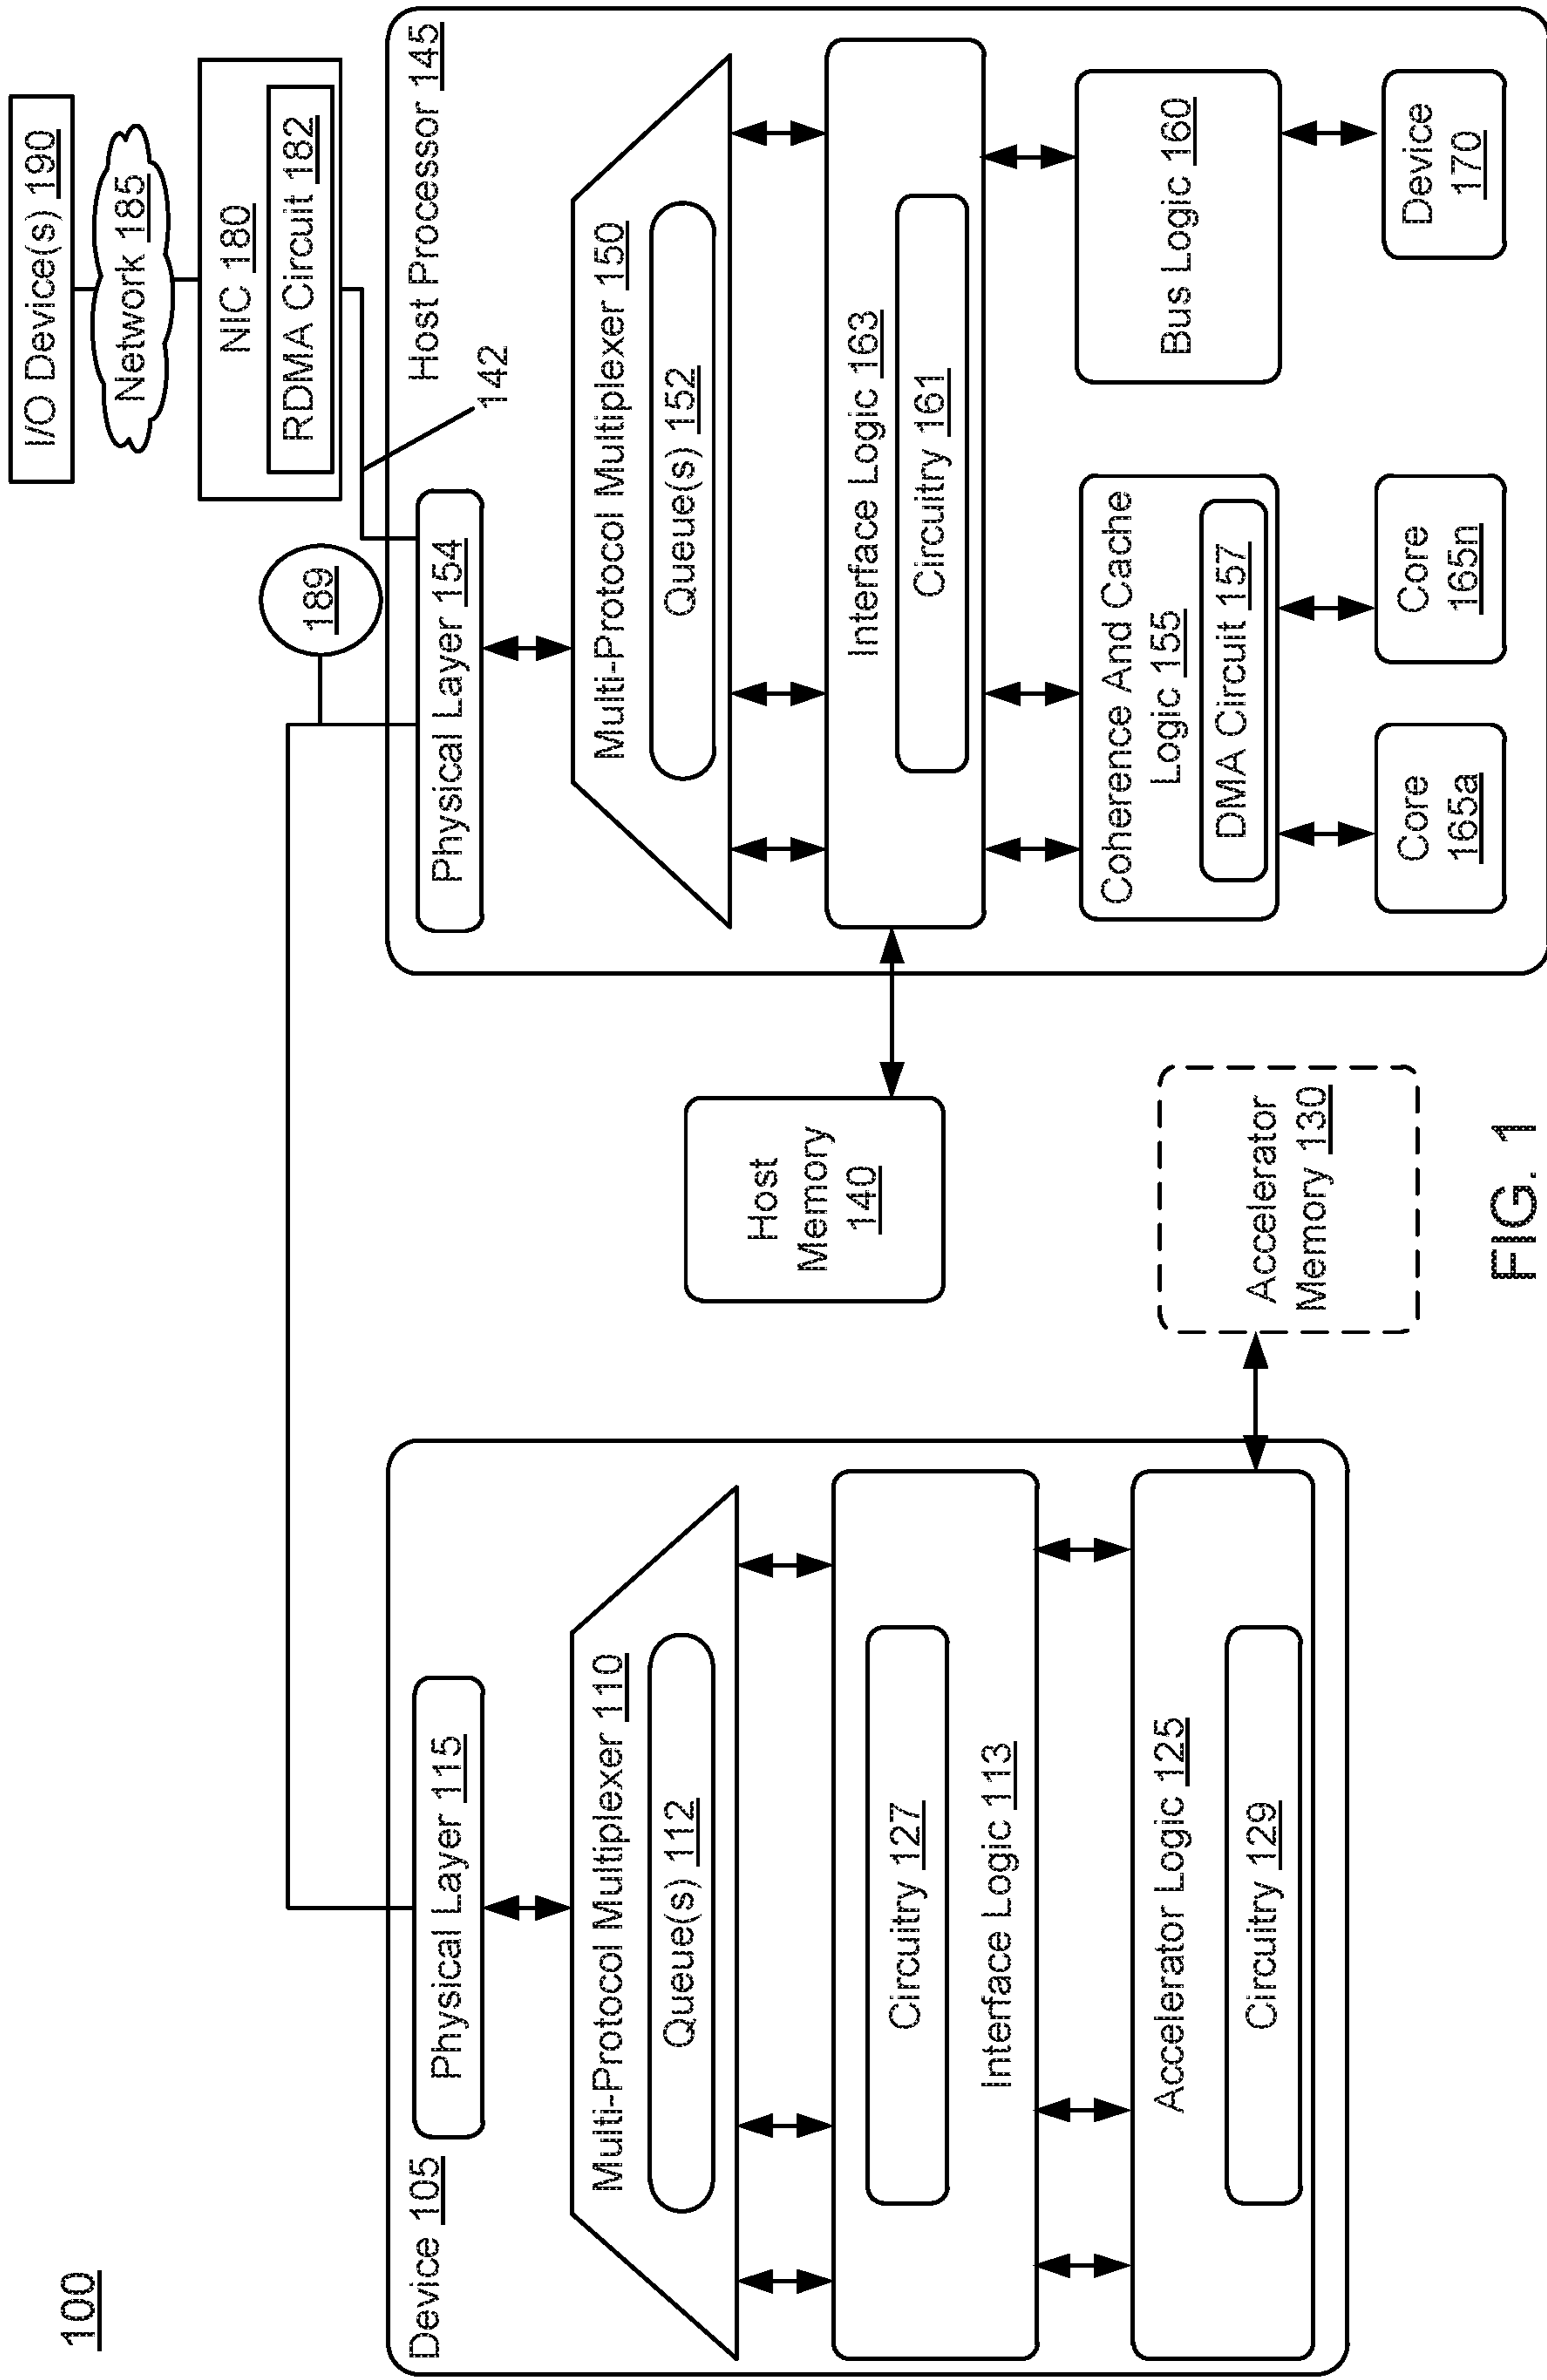 100
I/O Device(s) 190
Network 185
NIC 180
RDMA Circuit 182
189
142
Device 105
Physical Layer 115
Multi-Protocol Multiplexer 110
Queue(s) 112
Circuitry 127
Interface Logic 113
Accelerator Logic 125
Circuitry 129
Host
Memory
140
Accelerator
Memory 130
Host Processor 145
Physical Layer 154
Multi-Protocol Multiplexer 150
Queue(s) 152
Interface Logic 163
Circuitry 161
Coherence And Cache
Logic 155
DMA Circuit 157
Bus Logic 160
Core
165a
Core
165n
Device
170
FIG. 1